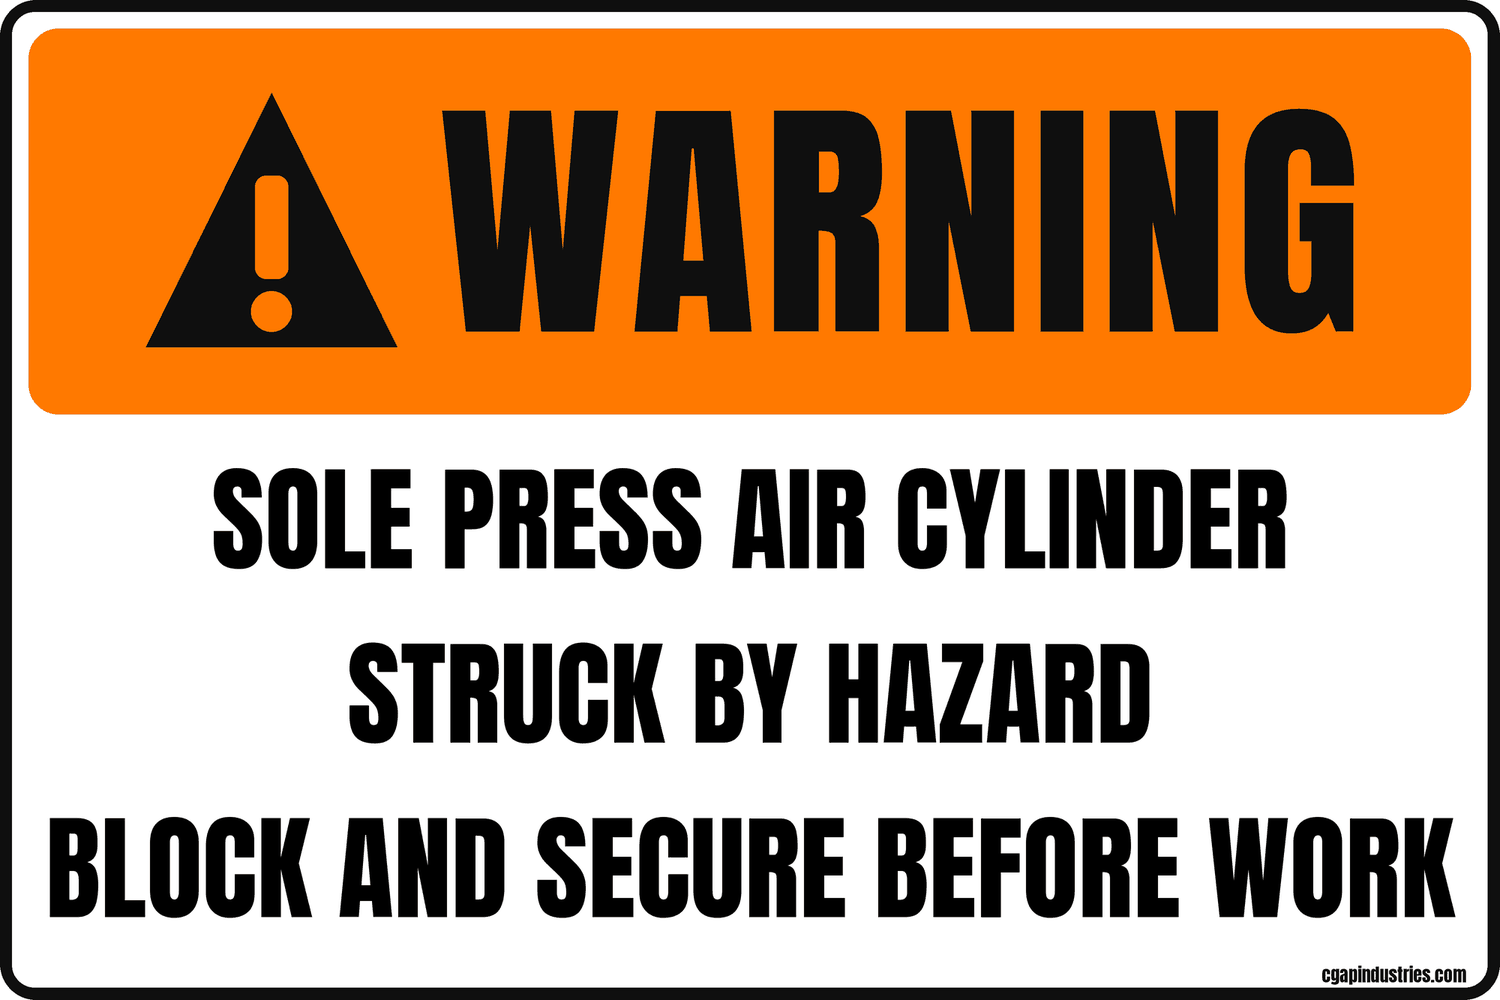 WARNING
SOLE PRESS AIR CYLINDER
STRUCK BY HAZARD
BLOCK AND SECURE BEFORE WORK
cgapindustries.com